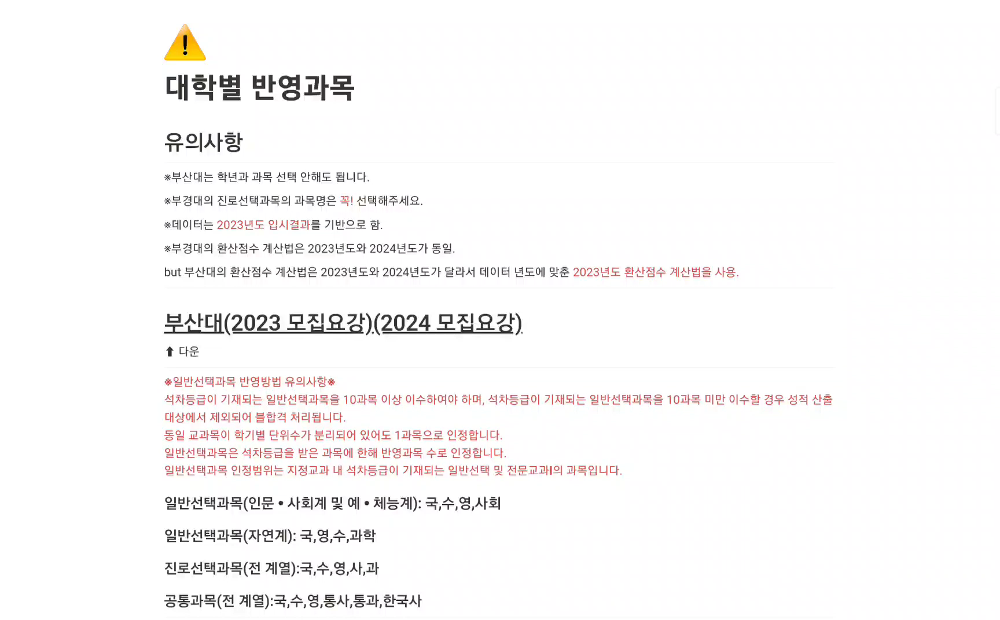 대학별 반영과목
유의사항
※부산대는 학년과 과목 선택 안해도 됩니다.
※부경대의 진로선택과목의 과목명은 꼭! 선택해주세요.
※데이터는 2023년도 입시결과를 기반으로 함.
※부경대의 환산점수 계산법은 2023년도와 2024년도가 동일.
but 부산대의 환산점수 계산법은 2023년도와 2024년도가 달라서 데이터 년도에 맞춘 2023년도 환산점수 계산법을 사용.
부산대(2023 모집요강)(2024 모집요강)
⬆ 다운
※일반선택과목 반영방법 유의사항※
석차등급이 기재되는 일반선택과목을 10과목 이상 이수하여야 하며, 석차등급이 기재되는 일반선택과목을 10과목 미만 이수할 경우 성적 산출
대상에서 제외되어 불합격 처리됩니다.
동일 교과목이 학기별 단위수가 분리되어 있어도 1과목으로 인정합니다.
일반선택과목은 석차등급을 받은 과목에 한해 반영과목 수로 인정합니다.
일반선택과목 인정범위는 지정교과 내 석차등급이 기재되는 일반선택 및 전문교과Ⅰ의 과목입니다.
일반선택과목(인문 • 사회계 및 예 • 체능계): 국,수,영,사회
일반선택과목(자연계): 국,영,수,과학
진로선택과목(전 계열):국,수,영,사,과
공통과목(전 계열):국,수,영,통사,통과,한국사